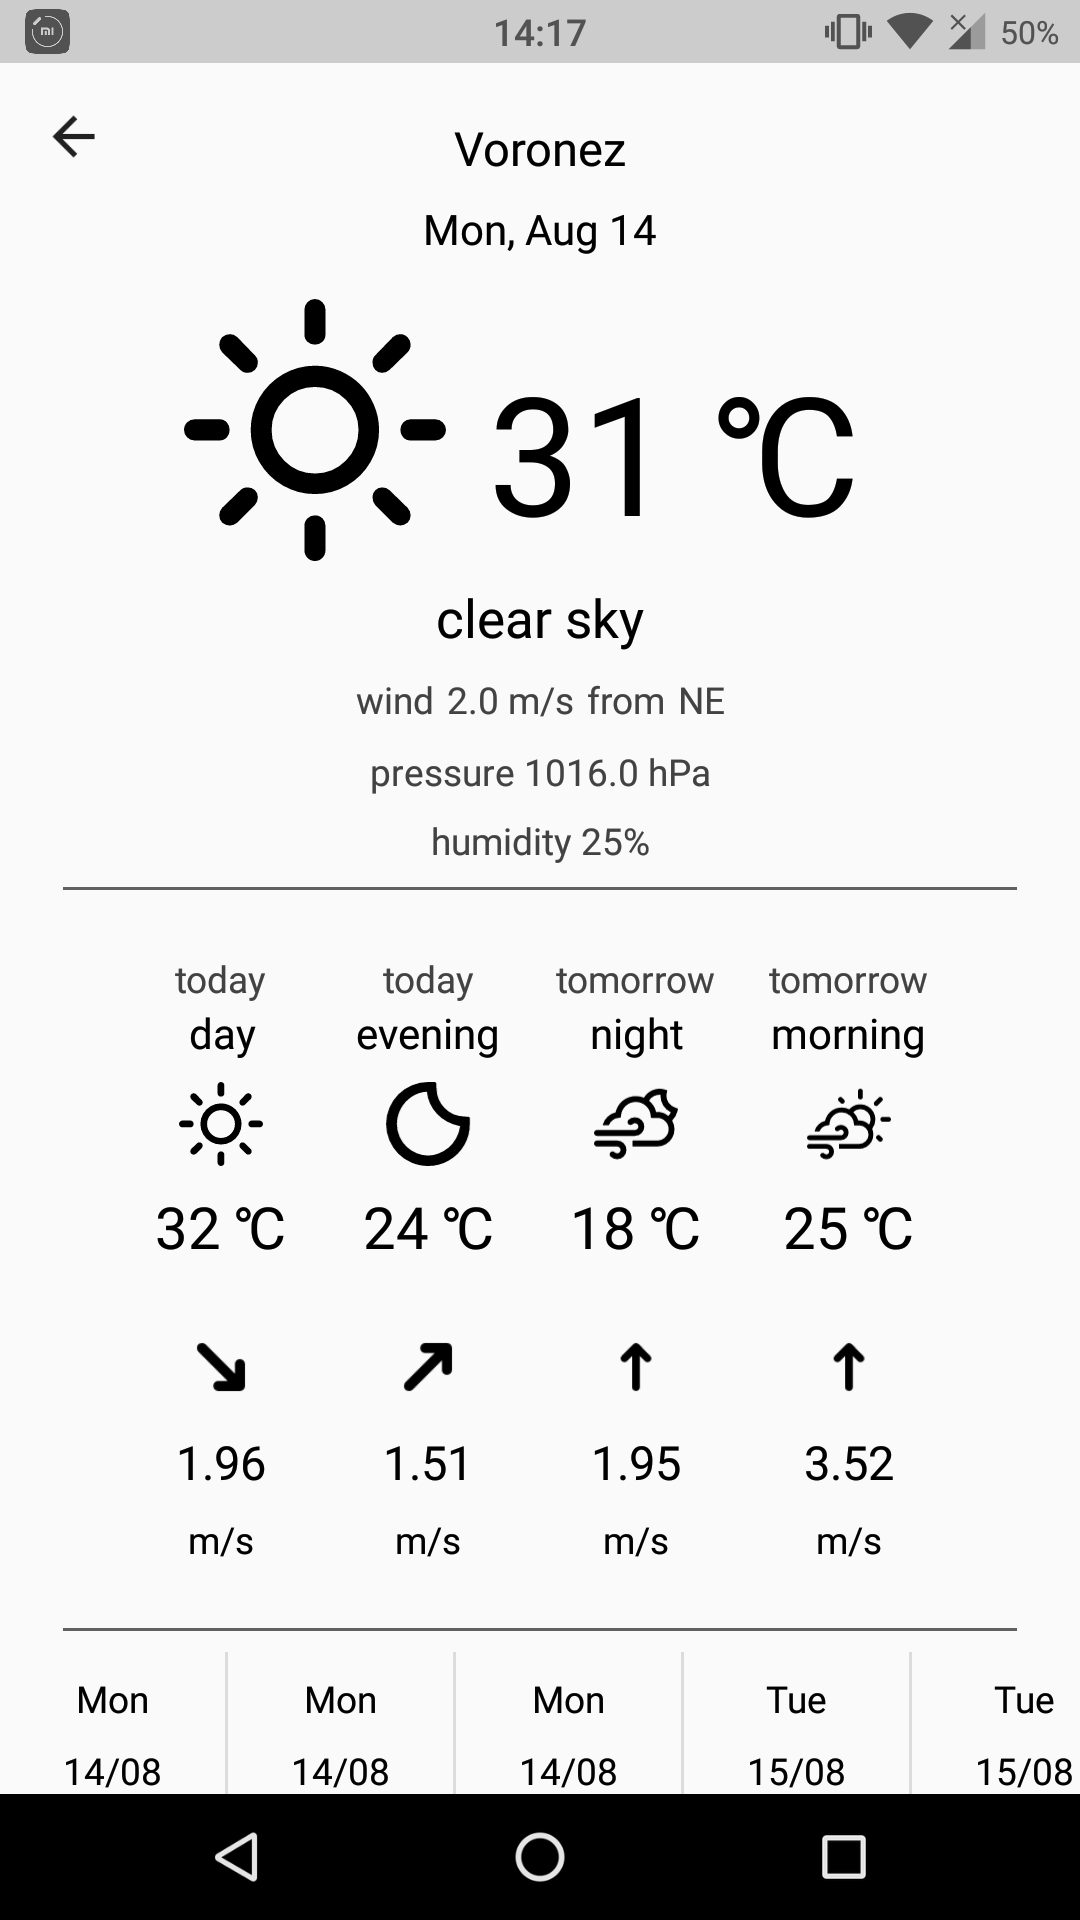 14:17 50%
Voronez
Mon, Aug 14
31 ℃
clear sky
wind 2.0 m/s from NE
pressure 1016.0 hPa
humidity 25%
today today tomorrow tomorrow
day evening night morning
32 ℃ 24 ℃ 18 ℃ 25 ℃
1.96 1.51 1.95 3.52
m/s m/s m/s m/s
Mon Mon Mon Tue Tue
14/08 14/08 14/08 15/08 15/08